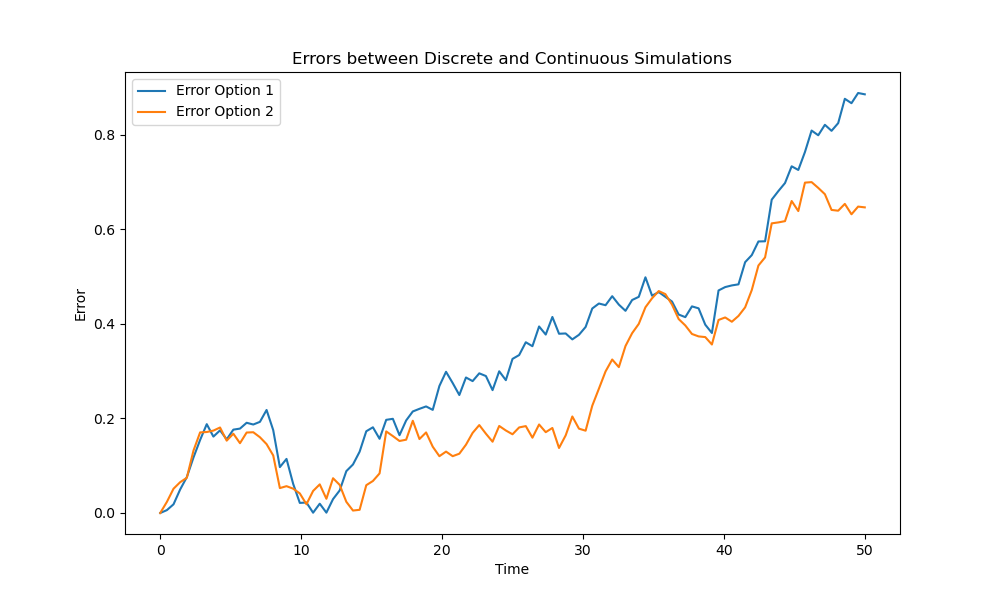 Errors between Discrete and Continuous Simulations
Error Option 1
Error Option 2
Error
0.8
0.6
0.4
0.2
0.0
0 10 20 30 40 50
Time